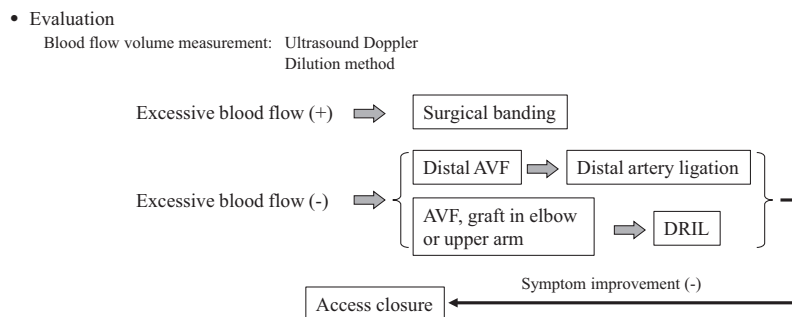 • Evaluation
Blood flow volume measurement: Ultrasound Doppler
Dilution method
Excessive blood flow (+)
Surgical banding
Excessive blood flow (-)
Distal AVF
Distal artery ligation
AVF, graft in elbow
or upper arm
DRIL
Symptom improvement (-)
Access closure